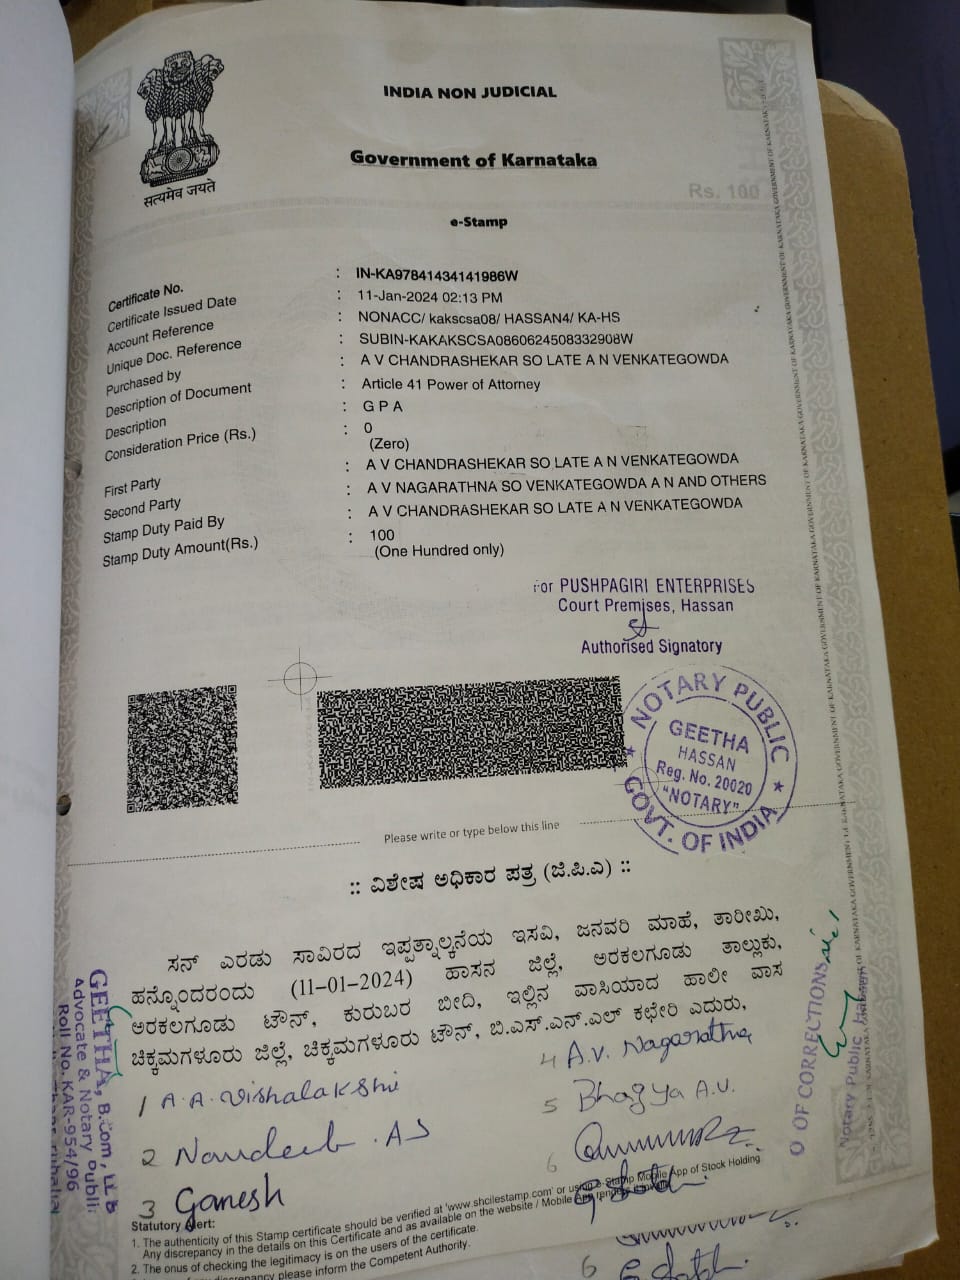 सत्यमेव जयते
INDIA NON JUDICIAL
Government of Karnataka
Rs. 100
e-Stamp
Certificate No. : IN-KA97841434141986W
Certificate Issued Date : 11-Jan-2024 02:13 PM
Account Reference : NONACC/ kakscsa08/ HASSAN4/ KA-HS
Unique Doc. Reference : SUBIN-KAKAKSCSA0860624508332908W
Purchased by : A V CHANDRASHEKAR SO LATE A N VENKATEGOWDA
Description of Document : Article 41 Power of Attorney
Description : G P A
Consideration Price (Rs.) : 0
(Zero)
First Party : A V CHANDRASHEKAR SO LATE A N VENKATEGOWDA
Second Party : A V NAGARATHNA SO VENKATEGOWDA A N AND OTHERS
Stamp Duty Paid By : A V CHANDRASHEKAR SO LATE A N VENKATEGOWDA
Stamp Duty Amount(Rs.) : 100
(One Hundred only)
For PUSHPAGIRI ENTERPRISES
Court Premises, Hassan
Authorised Signatory
NOTARY PUBLIC
GEETHA
HASSAN
Reg. No. 20020
"NOTARY"
GOVT. OF INDIA
Please write or type below this line
:: ವಿಶೇಷ ಅಧಿಕಾರ ಪತ್ರ (ಜಿ.ಪಿ.ಎ) ::
ಸನ್ ಎರಡು ಸಾವಿರದ ಇಪ್ಪತ್ನಾಲ್ಕನೆಯ ಇಸವಿ, ಜನವರಿ ಮಾಹೆ, ತಾರೀಖು,
ಹನ್ನೊಂದರಂದು (11-01-2024) ಹಾಸನ ಜಿಲ್ಲೆ, ಅರಕಲಗೂಡು ತಾಲ್ಲುಕು,
ಅರಕಲಗೂಡು ಟೌನ್, ಕುರುಬರ ಬೀದಿ, ಇಲ್ಲಿನ ವಾಸಿಯಾದ ಹಾಲೀ ವಾಸ
ಚಿಕ್ಕಮಗಳೂರು ಜಿಲ್ಲೆ, ಚಿಕ್ಕಮಗಳೂರು ಟೌನ್, ಬಿ.ಎಸ್.ಎನ್.ಎಲ್ ಕಛೇರಿ ಎದುರು,
1 A.A. Vishalakshi
2 Nandeeb. A S
3 Ganesh
4 A.V. Nagarathna
5 Bhagya A.V.
6
GEETHA, B.Com, LLB
Advocate & Notary Public
Roll No. KAR-954/96
O OF CORRECTIONS
Notary Public, Hassan
Statutory Alert:
1. The authenticity of this Stamp certificate should be verified at 'www.shcilestamp.com' or using e-Stamp Mobile App of Stock Holding.
Any discrepancy in the details on this Certificate and as available on the website / Mobile App renders it invalid.
2. The onus of checking the legitimacy is on the users of the certificate.
discrepancy please inform the Competent Authority.
6